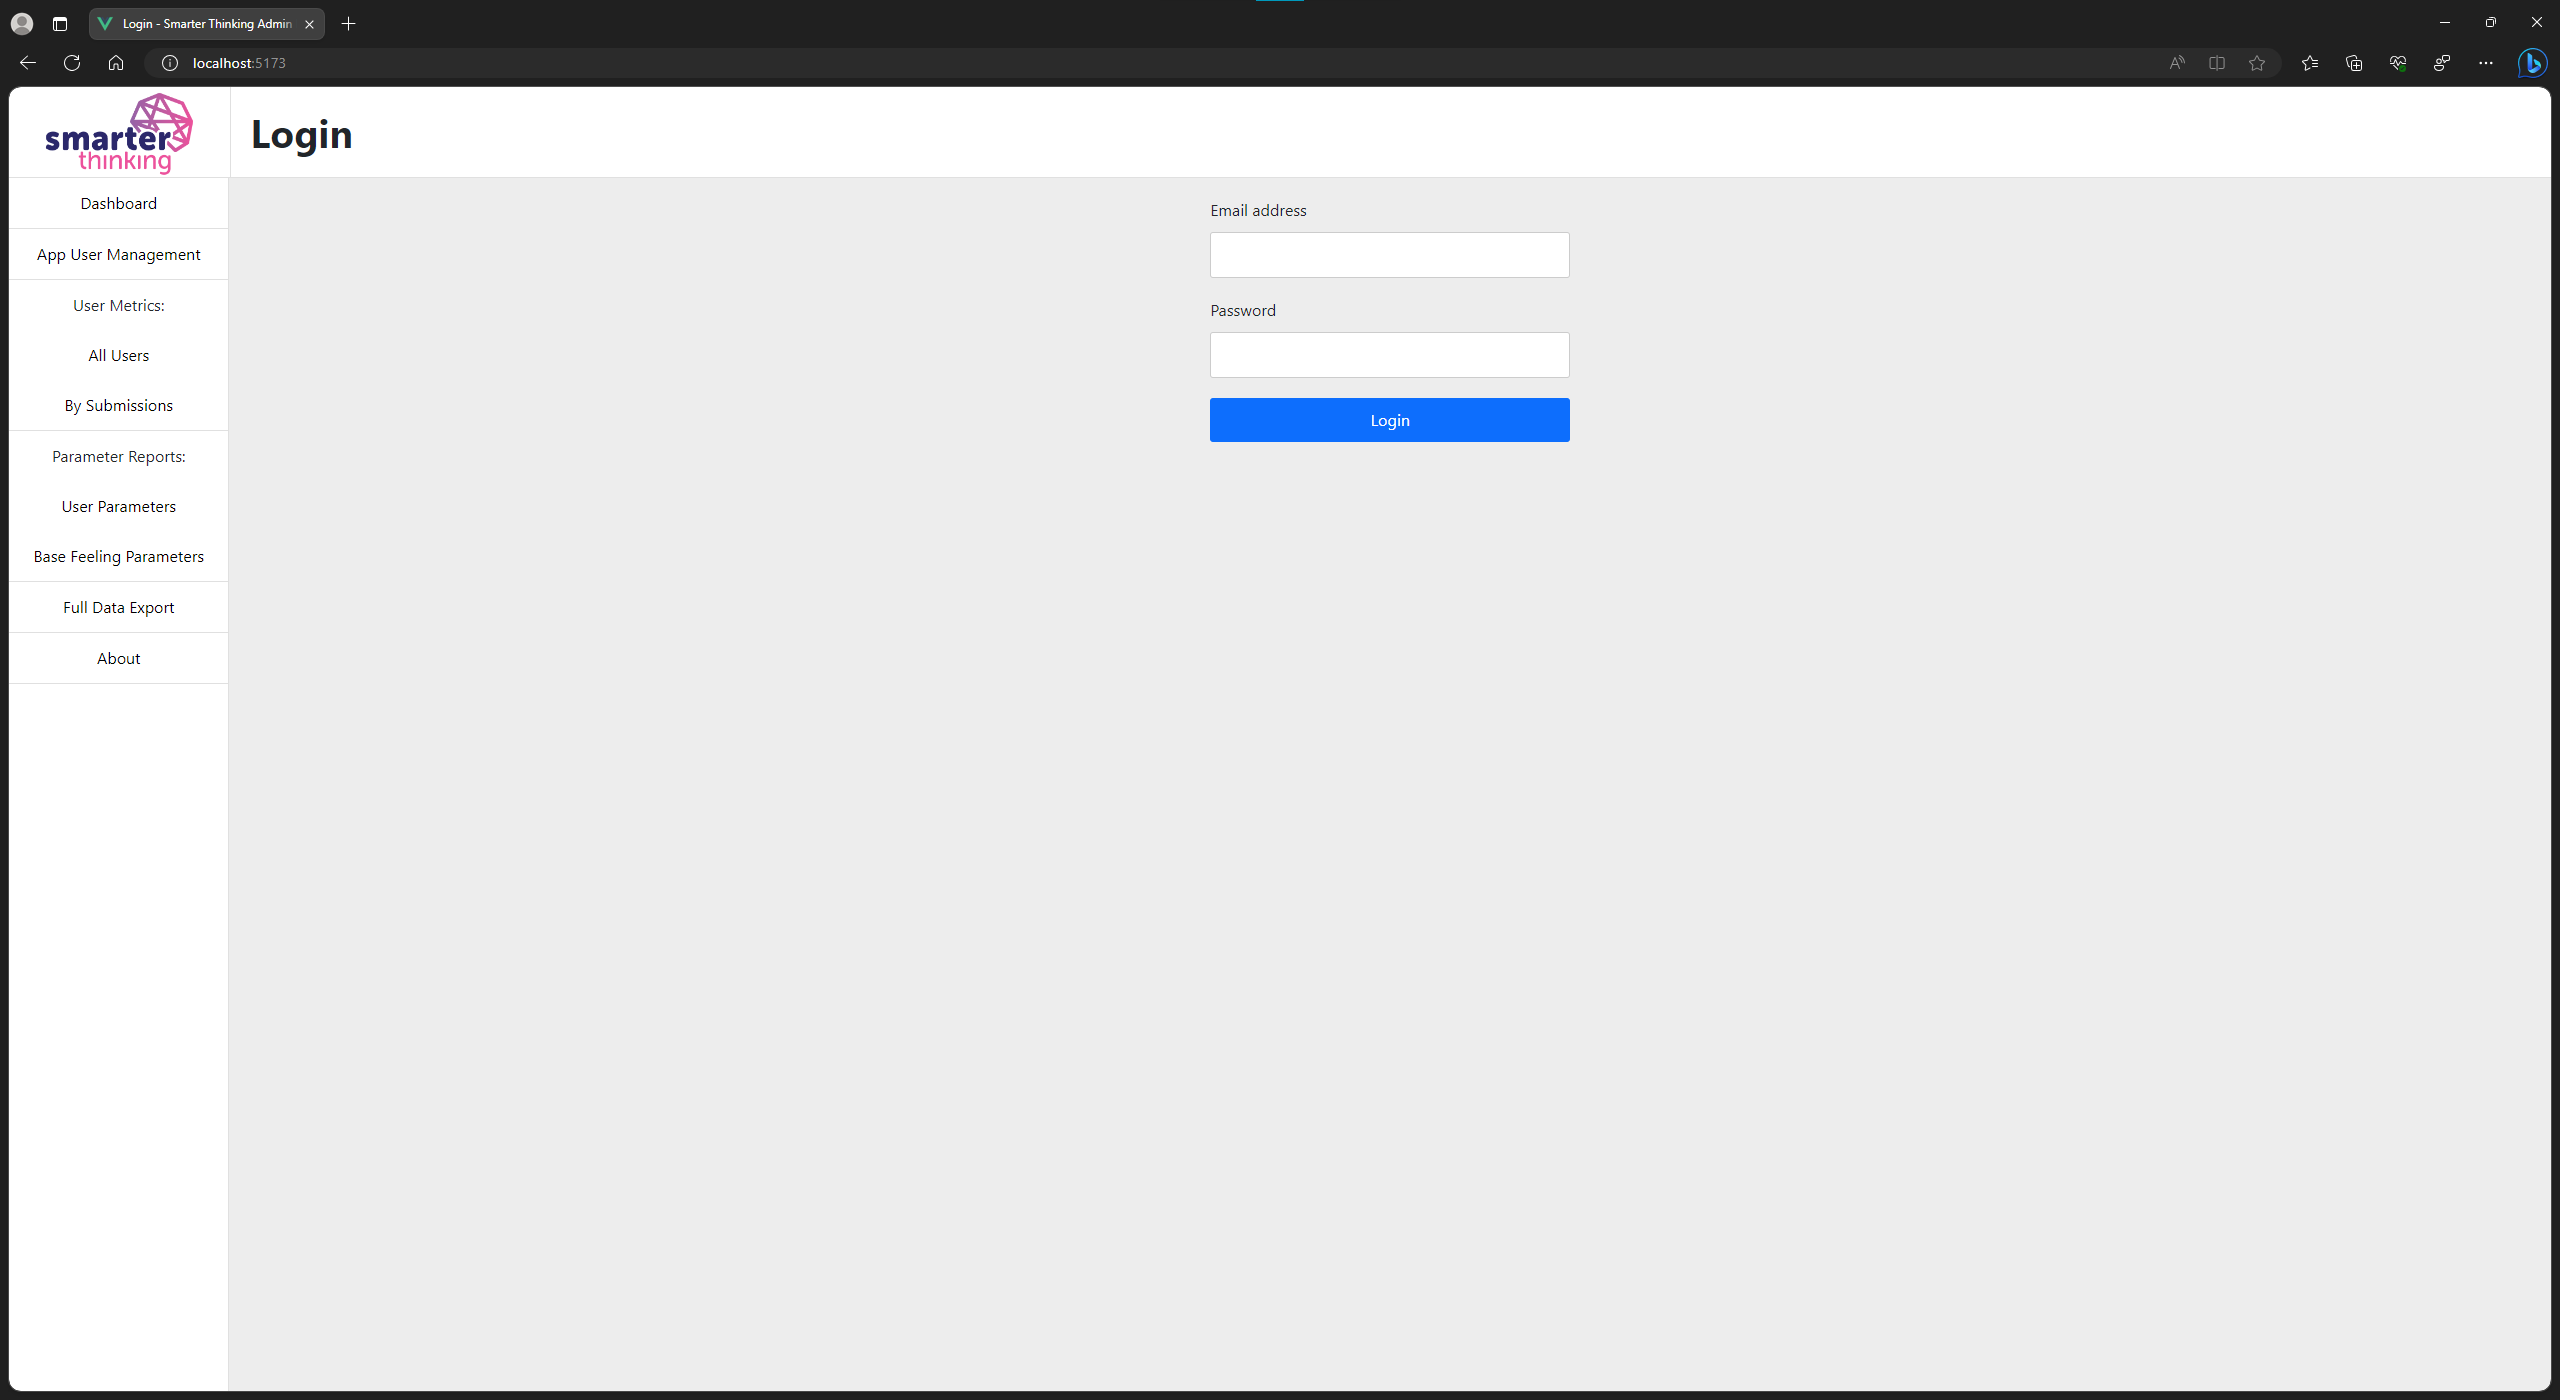 Login - Smarter Thinking Admin
localhost:5173
smarter
thinking
Login
Dashboard
App User Management
User Metrics:
All Users
By Submissions
Parameter Reports:
User Parameters
Base Feeling Parameters
Full Data Export
About
Email address
Password
Login